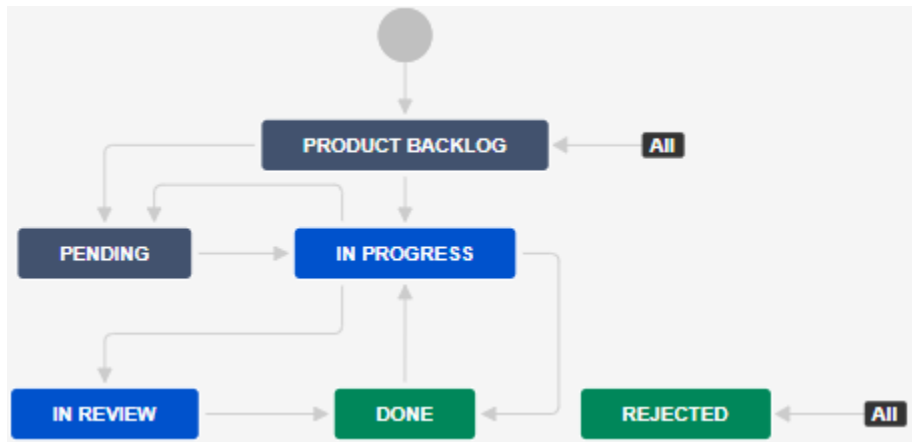 PRODUCT BACKLOG
All
PENDING
IN PROGRESS
IN REVIEW
DONE
REJECTED
All